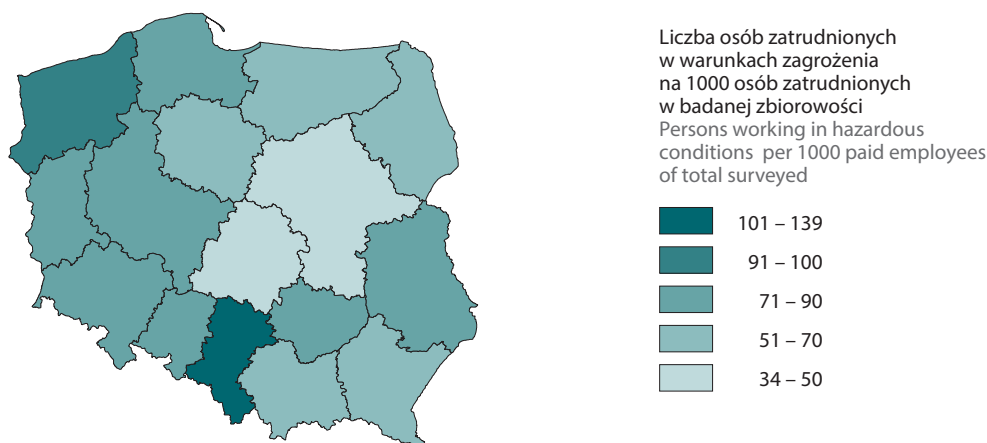 Liczba osób zatrudnionych
w warunkach zagrożenia
na 1000 osób zatrudnionych
w badanej zbiorowości
Persons working in hazardous
conditions per 1000 paid employees
of total surveyed
101 – 139
91 – 100
71 – 90
51 – 70
34 – 50